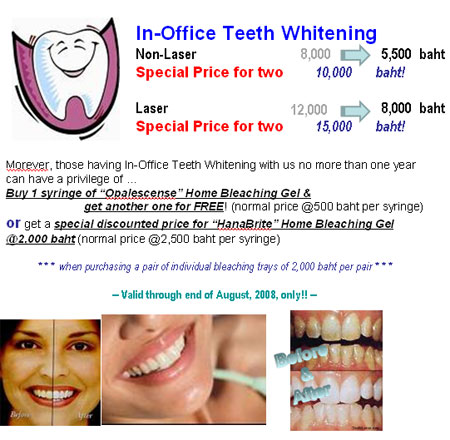 In-Office Teeth Whitening
Non-Laser 8,000 5,500 baht
Special Price for two 10,000 baht!
Laser 12,000 8,000 baht
Special Price for two 15,000 baht!
Morever, those having In-Office Teeth Whitening with us no more than one year
can have a privilege of ...
Buy 1 syringe of “Opalescense” Home Bleaching Gel &
get another one for FREE! (normal price @500 baht per syringe)
or get a special discounted price for “HanaBrite” Home Bleaching Gel
@2,000 baht (normal price @2,500 baht per syringe)
*** when purchasing a pair of individual bleaching trays of 2,000 baht per pair ***
-- Valid through end of August, 2008, only!! --
Before After
Before
&
After